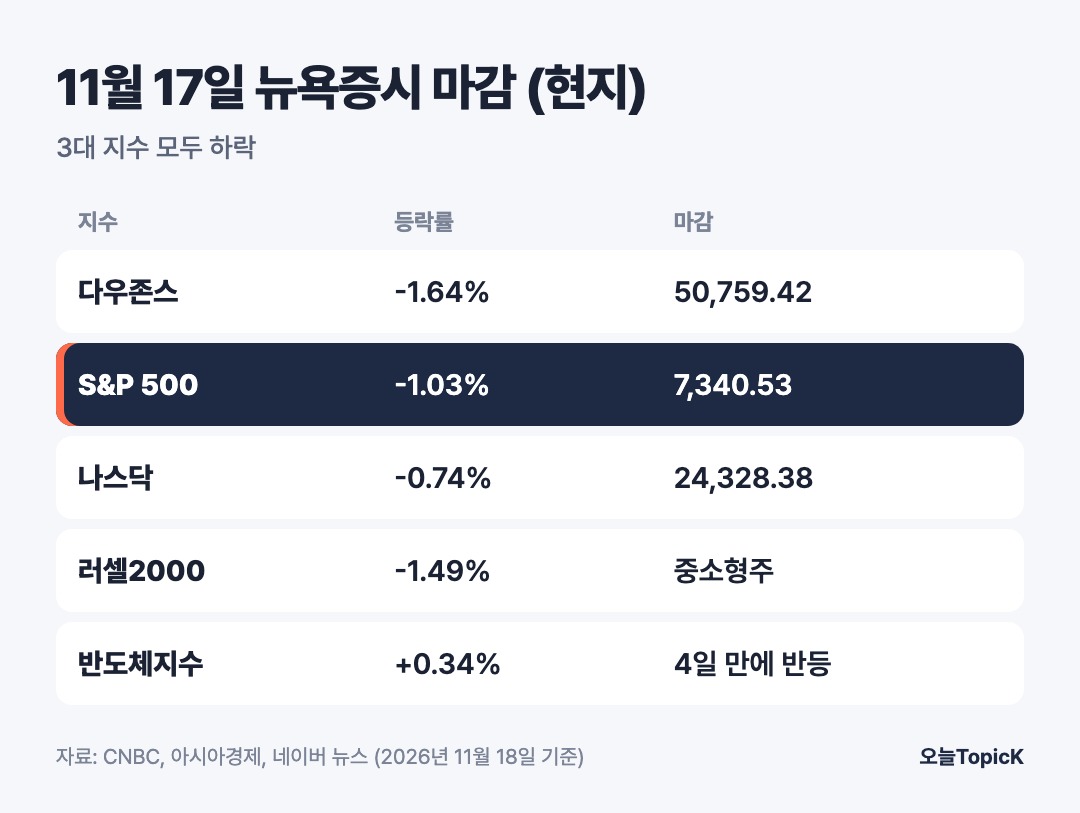 11월 17일 뉴욕증시 마감 (현지)
3대 지수 모두 하락
지수 등락률 마감
다우존스 -1.64% 50,759.42
S&P 500 -1.03% 7,340.53
나스닥 -0.74% 24,328.38
러셀2000 -1.49% 중소형주
반도체지수 +0.34% 4일 만에 반등
자료: CNBC, 아시아경제, 네이버 뉴스 (2026년 11월 18일 기준) 오늘TopicK